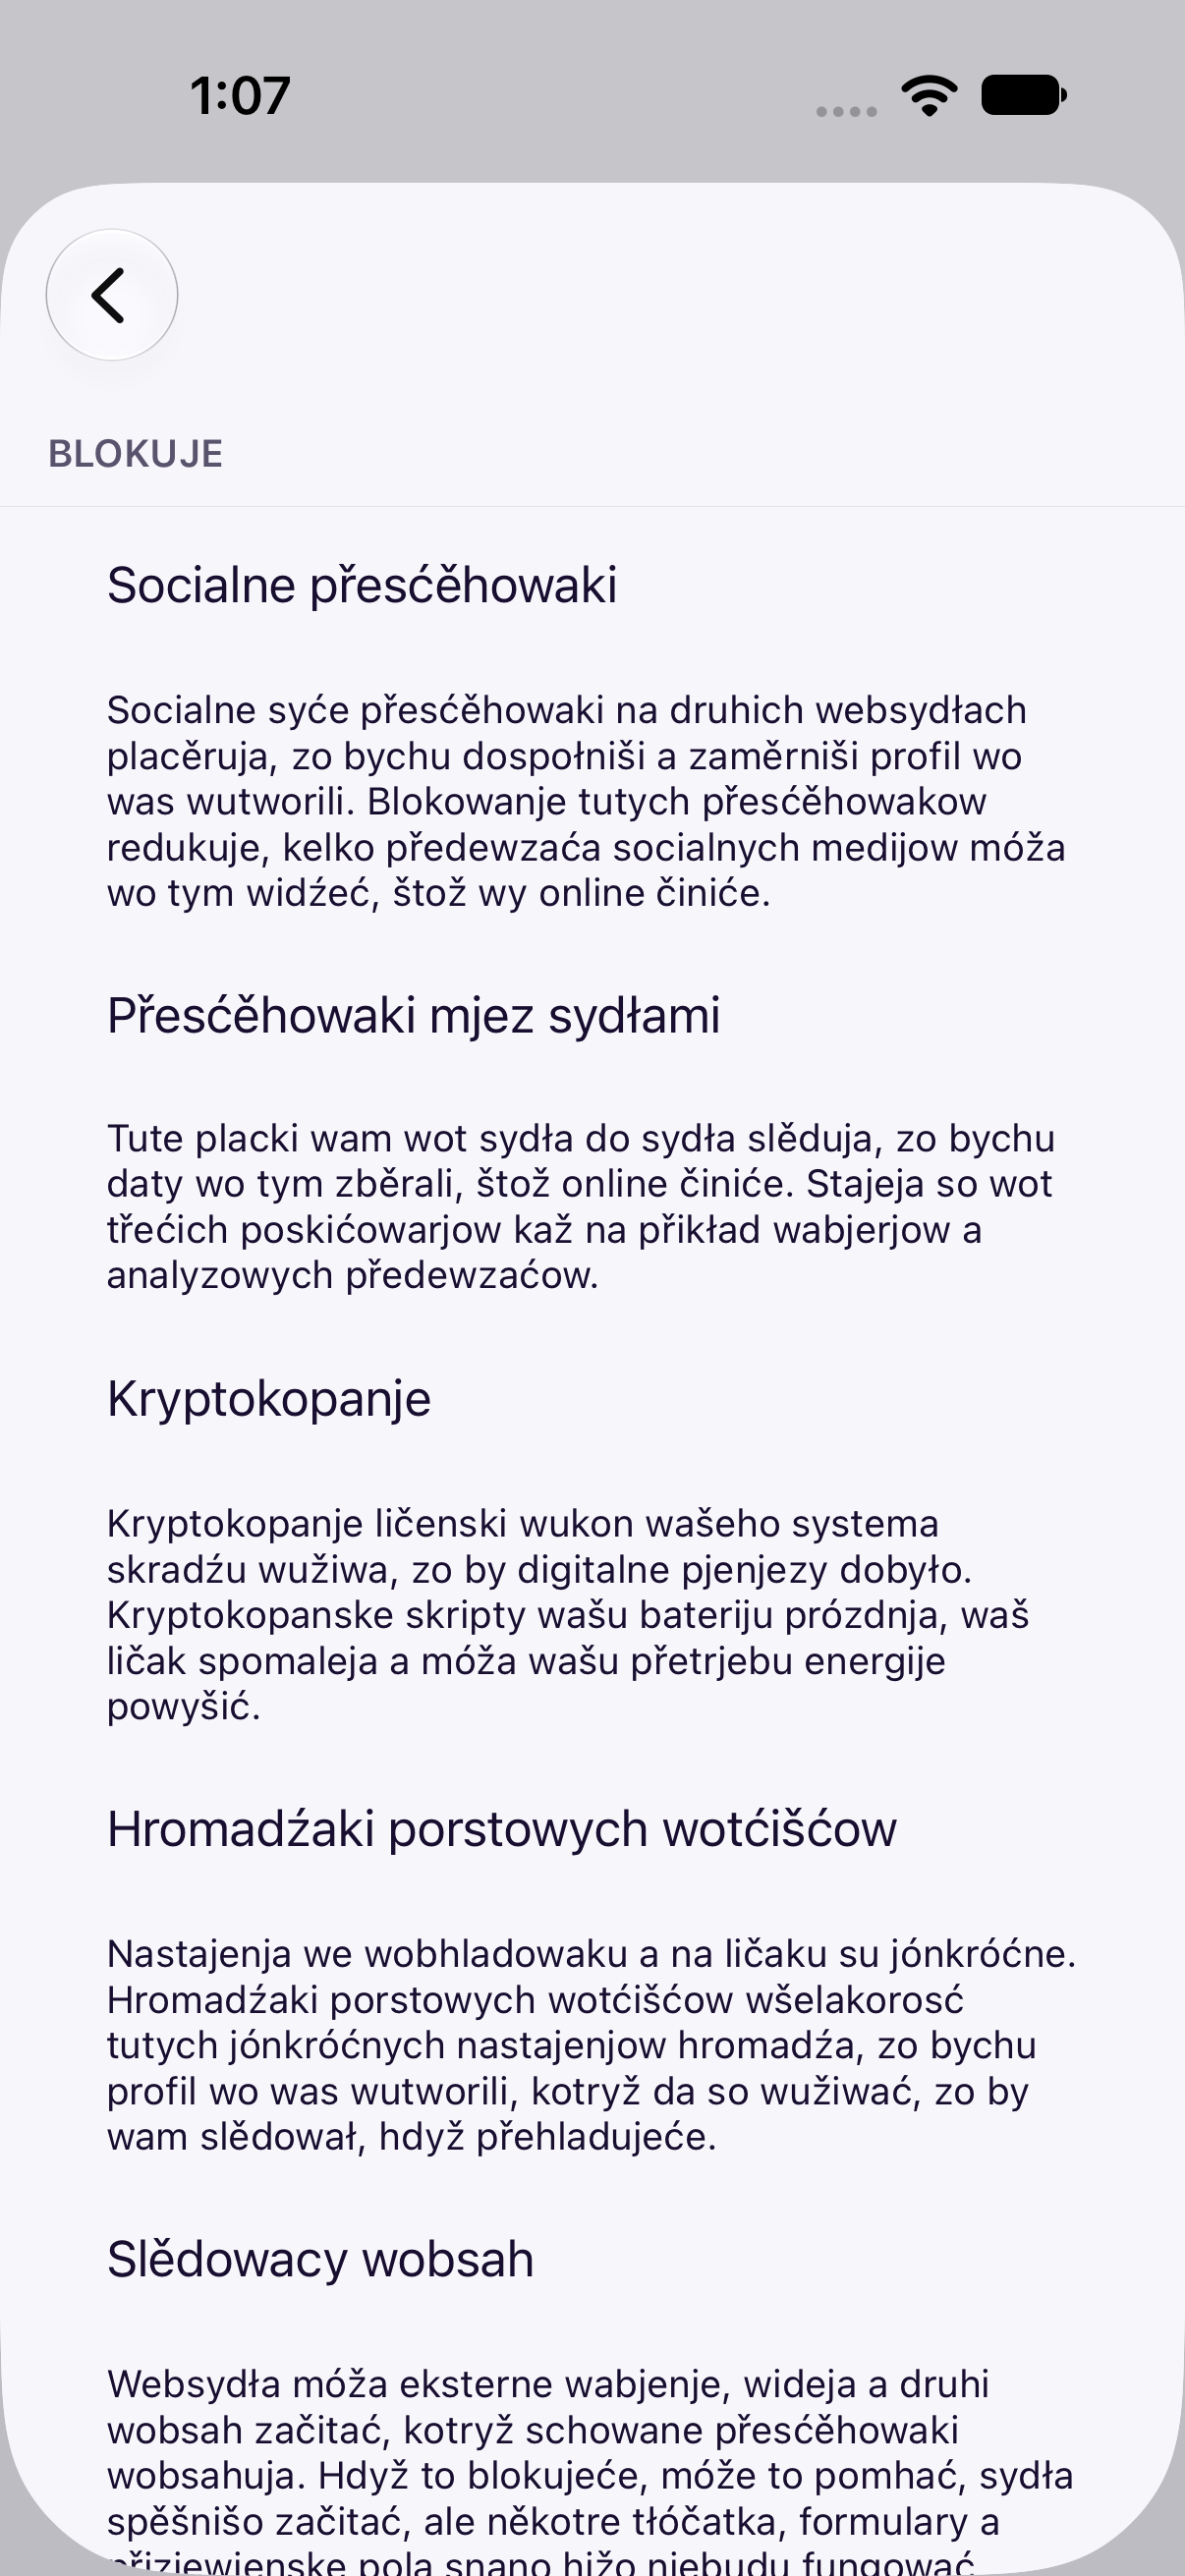 1:07
BLOKUJE
Socialne přesćěhowaki
Socialne syće přesćěhowaki na druhich websydłach
placěruja, zo bychu dospołniši a zaměrniši profil wo
was wutworili. Blokowanje tutych přesćěhowakow
redukuje, kelko předewzaća socialnych medijow móža
wo tym widźeć, štož wy online činiće.
Přesćěhowaki mjez sydłami
Tute placki wam wot sydła do sydła slěduja, zo bychu
daty wo tym zběrali, štož online činiće. Stajeja so wot
třećich poskićowarjow kaž na přikład wabjerjow a
analyzowych předewzaćow.
Kryptokopanje
Kryptokopanje ličenski wukon wašeho systema
skradźu wužiwa, zo by digitalne pjenjezy dobyło.
Kryptokopanske skripty wašu bateriju prózdnja, waš
ličak spomaleja a móža wašu přetrjebu energije
powyšić.
Hromadźaki porstowych wotćišćow
Nastajenja we wobhladowaku a na ličaku su jónkróćne.
Hromadźaki porstowych wotćišćow wšelakorosć
tutych jónkróćnych nastajenjow hromadźa, zo bychu
profil wo was wutworili, kotryž da so wužiwać, zo by
wam slědował, hdyž přehladujeće.
Slědowacy wobsah
Websydła móža eksterne wabjenje, wideja a druhi
wobsah začitać, kotryž schowane přesćěhowaki
wobsahuja. Hdyž to blokujeće, móže to pomhać, sydła
spěšnišo začitać, ale někotre tłóčatka, formulary a
přizjewjenske pola snano hižo njebudu fungować.